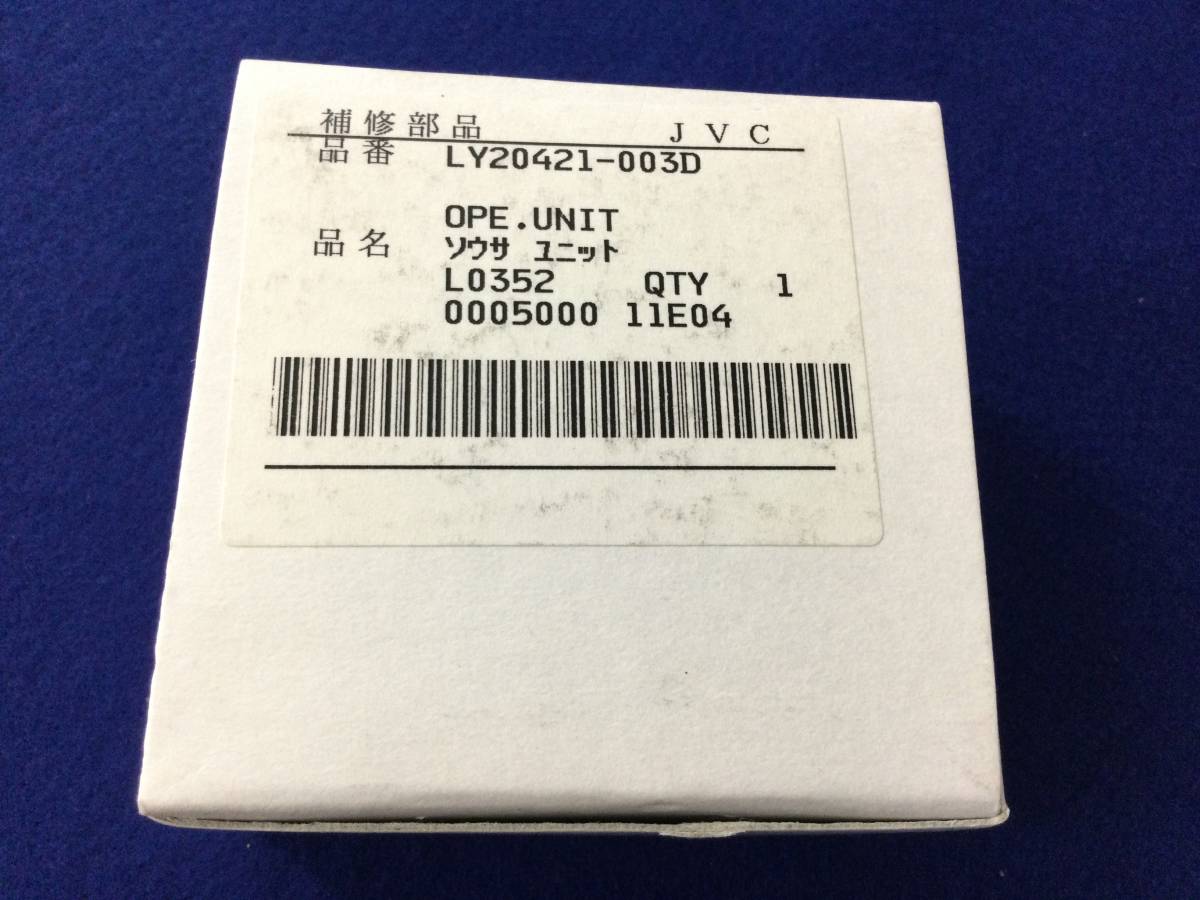 補修部品 JVC
品番 LY20421-003D
OPE.UNIT
品名 ソウサ ユニット
L0352 QTY 1
0005000 11E04